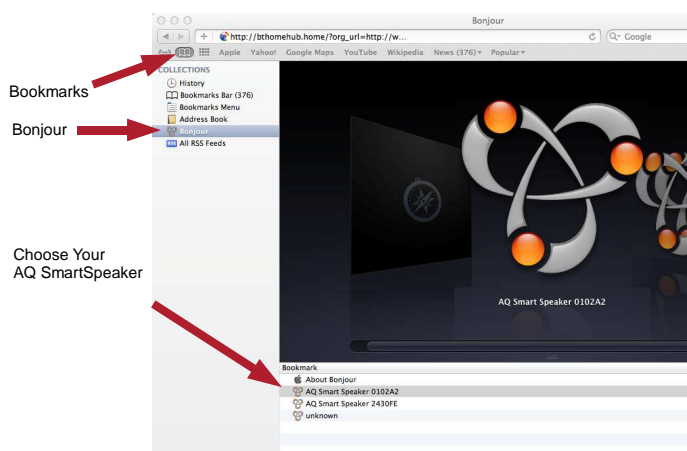 Bonjour
http://bthomehub.home/?org_url=http://w...
Google
Apple Yahoo! Google Maps YouTube Wikipedia News (376) Popular
Bookmarks
COLLECTIONS
History
Bookmarks Bar (376)
Bookmarks Menu
Address Book
Bonjour
Bonjour
RSS All RSS Feeds
Choose Your
AQ SmartSpeaker
AQ Smart Speaker 0102A2
Bookmark
About Bonjour
AQ Smart Speaker 0102A2
AQ Smart Speaker 2430FE
unknown